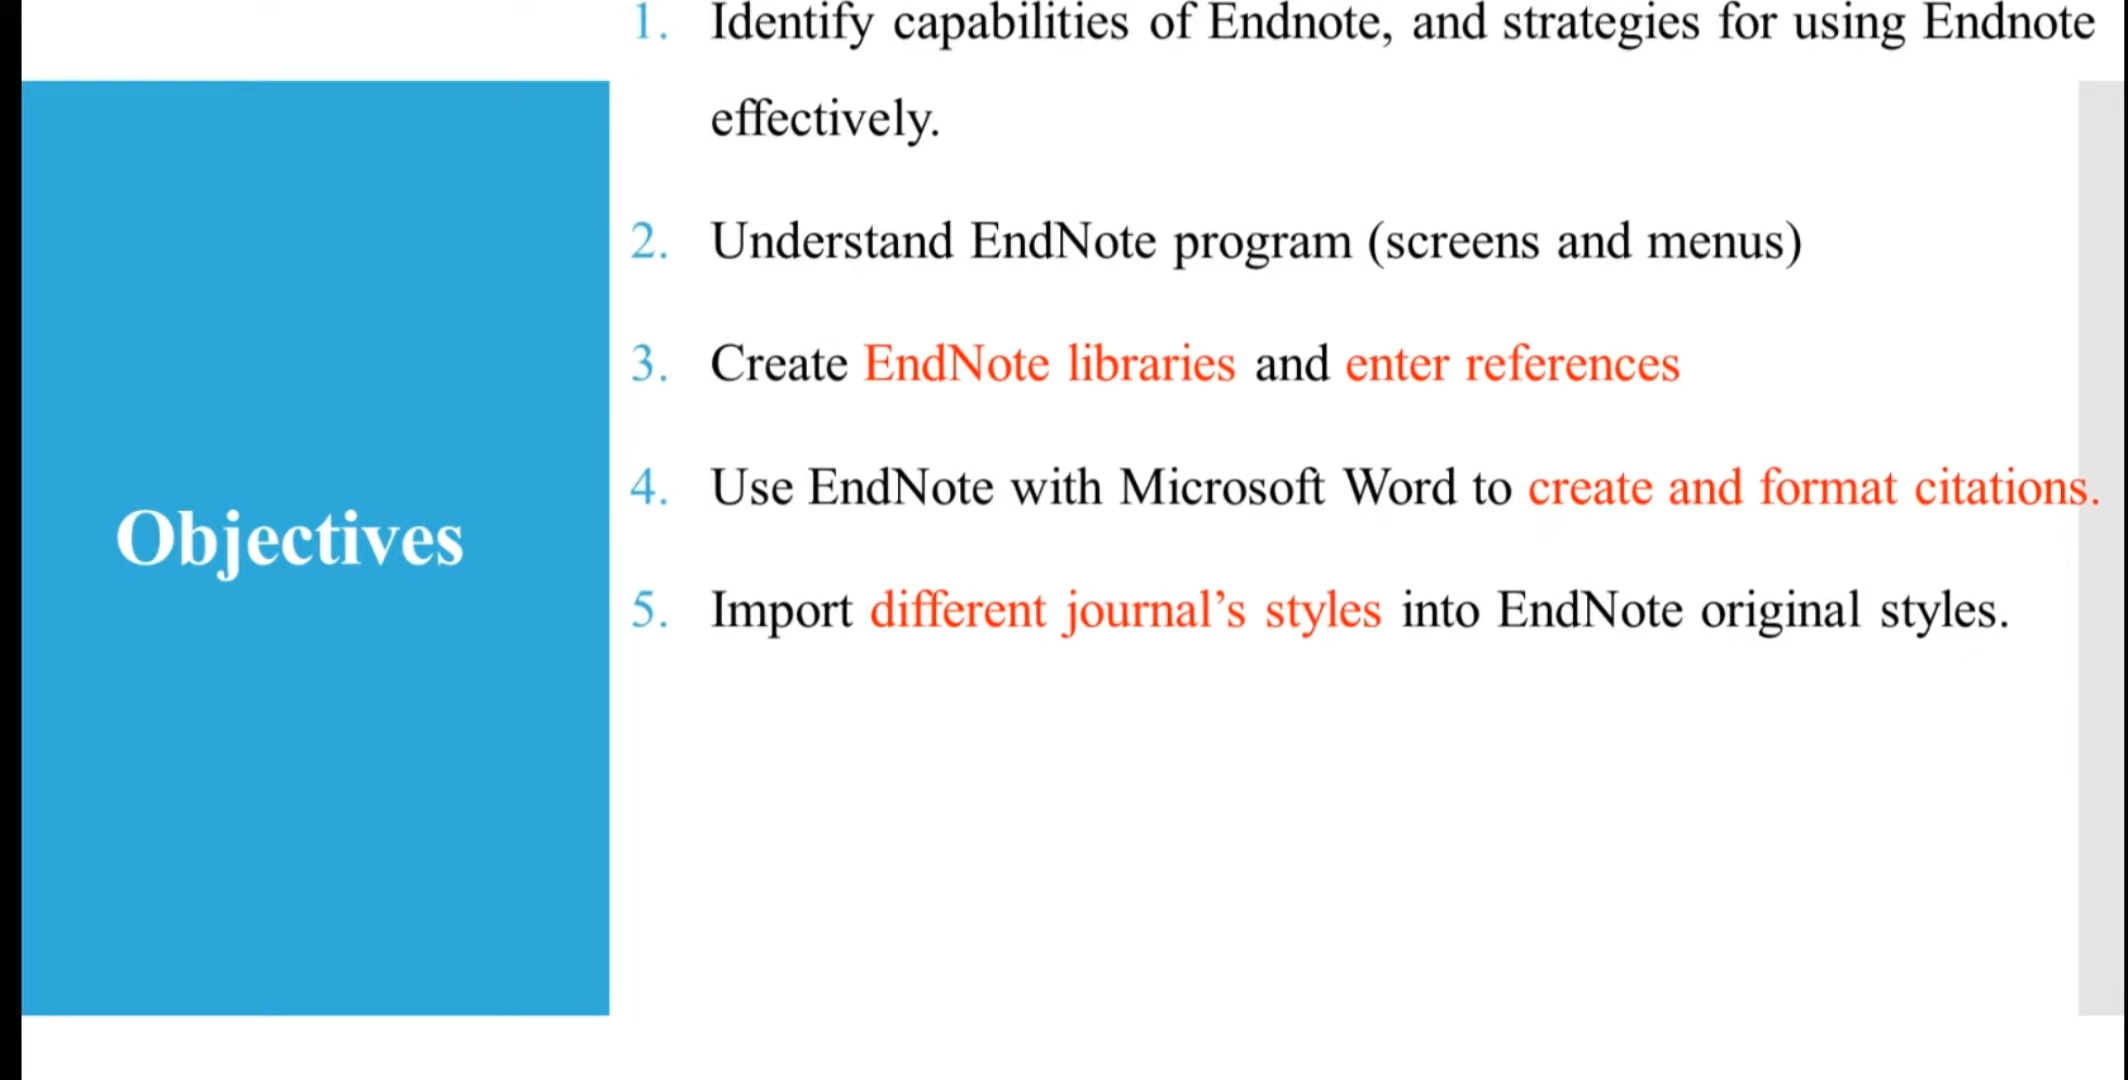 Objectives
1. Identify capabilities of Endnote, and strategies for using Endnote
effectively.
2. Understand EndNote program (screens and menus)
3. Create EndNote libraries and enter references
4. Use EndNote with Microsoft Word to create and format citations.
5. Import different journal’s styles into EndNote original styles.